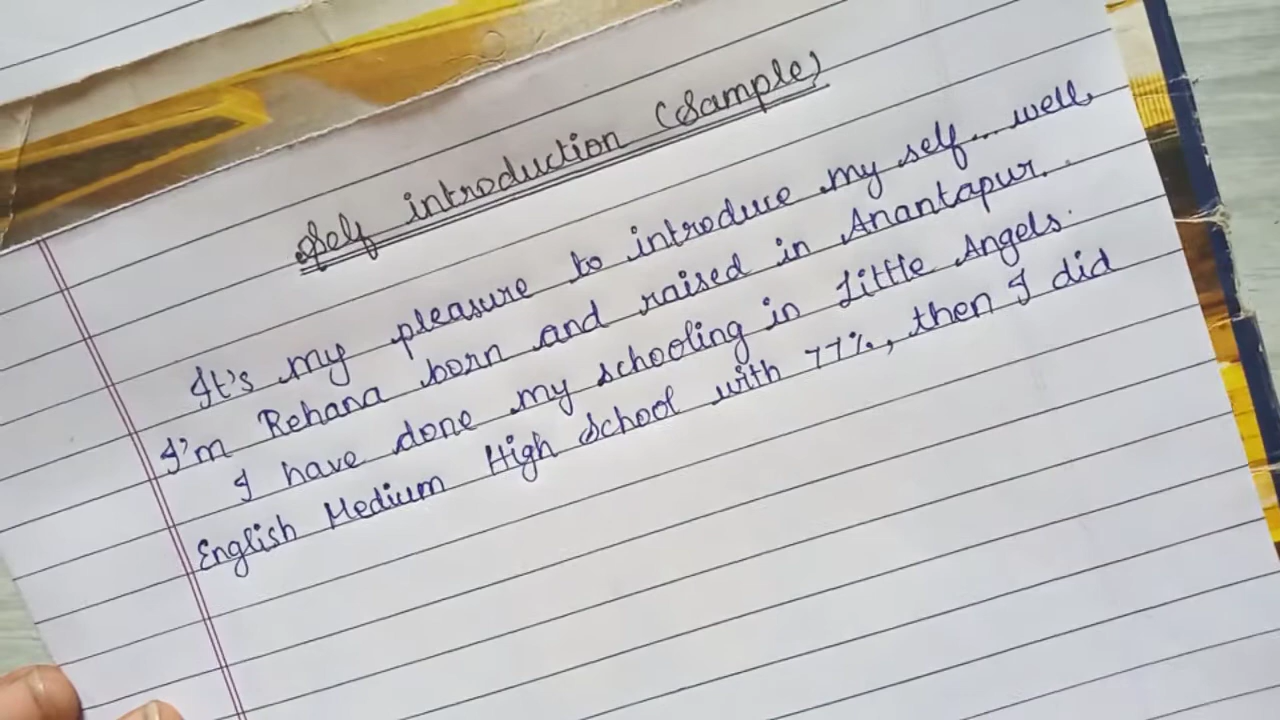 Self introduction (Sample)
It's my pleasure to introduce my self... well
I'm Rehana born and raised in Anantapur.
I have done my schooling in Little Angels.
English Medium High School with 77%, then I did